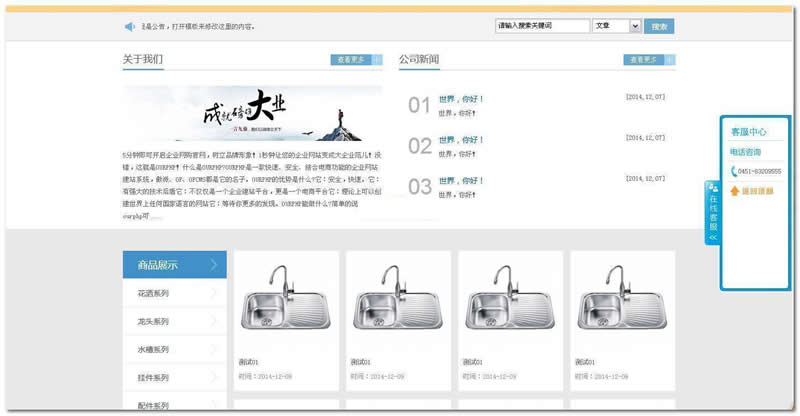 是公告，打开模板来修改这里的内容。
请输入搜索关键词
文章
搜索
关于我们
查看更多
公司新闻
查看更多
成就 大业
一言九鼎
5分钟即可开启企业网购官网，树立品牌形象！1秒钟让您的企业网站变成大企业范儿！没
错，这就是OURPHP！什么是OURPHP?OURPHP是一款快速、安全、结合电商功能的企业网站
建站系统，傲派、OP、OPCMS都是它的名子。OURPHP的优势是什么?它：安全，快速，它：
有强大的技术后盾它：不仅仅是一个企业建站平台，更是一个电商平台它：理论上可以创
建世界上任何国家语言的网站它：等待你更多的发现。OURPHP能做什么?简单的说
ourphp可......
01 世界，你好！ [2014,12,07]
世界，你好！
02 世界，你好！ [2014,12,07]
世界，你好！
03 世界，你好！ [2014,12,07]
世界，你好！
客服中心
电话咨询
0451-83209555
返回顶部
在线客服
商品展示
花洒系列
龙头系列
水槽系列
挂件系列
配件系列
测试01
时间：2014-12-09
测试01
时间：2014-12-09
测试01
时间：2014-12-09
测试01
时间：2014-12-09